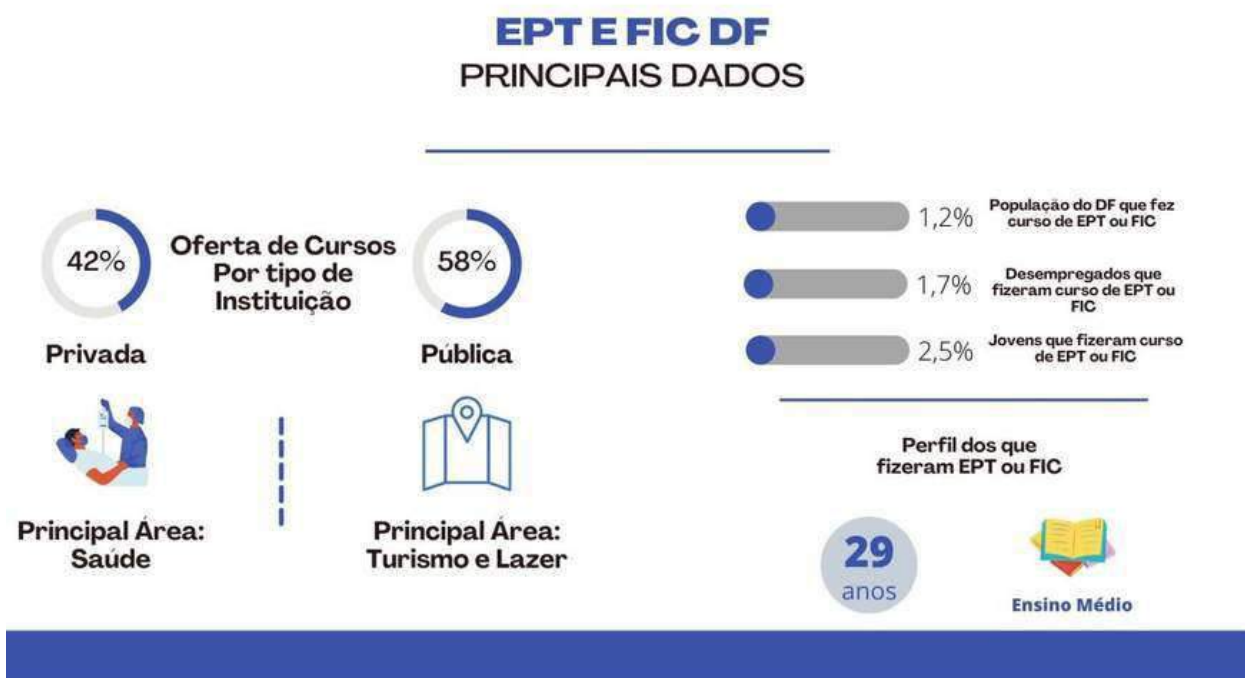 EPT E FIC DF
PRINCIPAIS DADOS
42%
Oferta de Cursos
Por tipo de
Instituição
58%
Privada
Pública
Principal Área:
Saúde
Principal Área:
Turismo e Lazer
1,2%
População do DF que fez
curso de EPT ou FIC
1,7%
Desempregados que
fizeram curso de EPT ou
FIC
2,5%
Jovens que fizeram curso
de EPT ou FIC
Perfil dos que
fizeram EPT ou FIC
29
anos
Ensino Médio